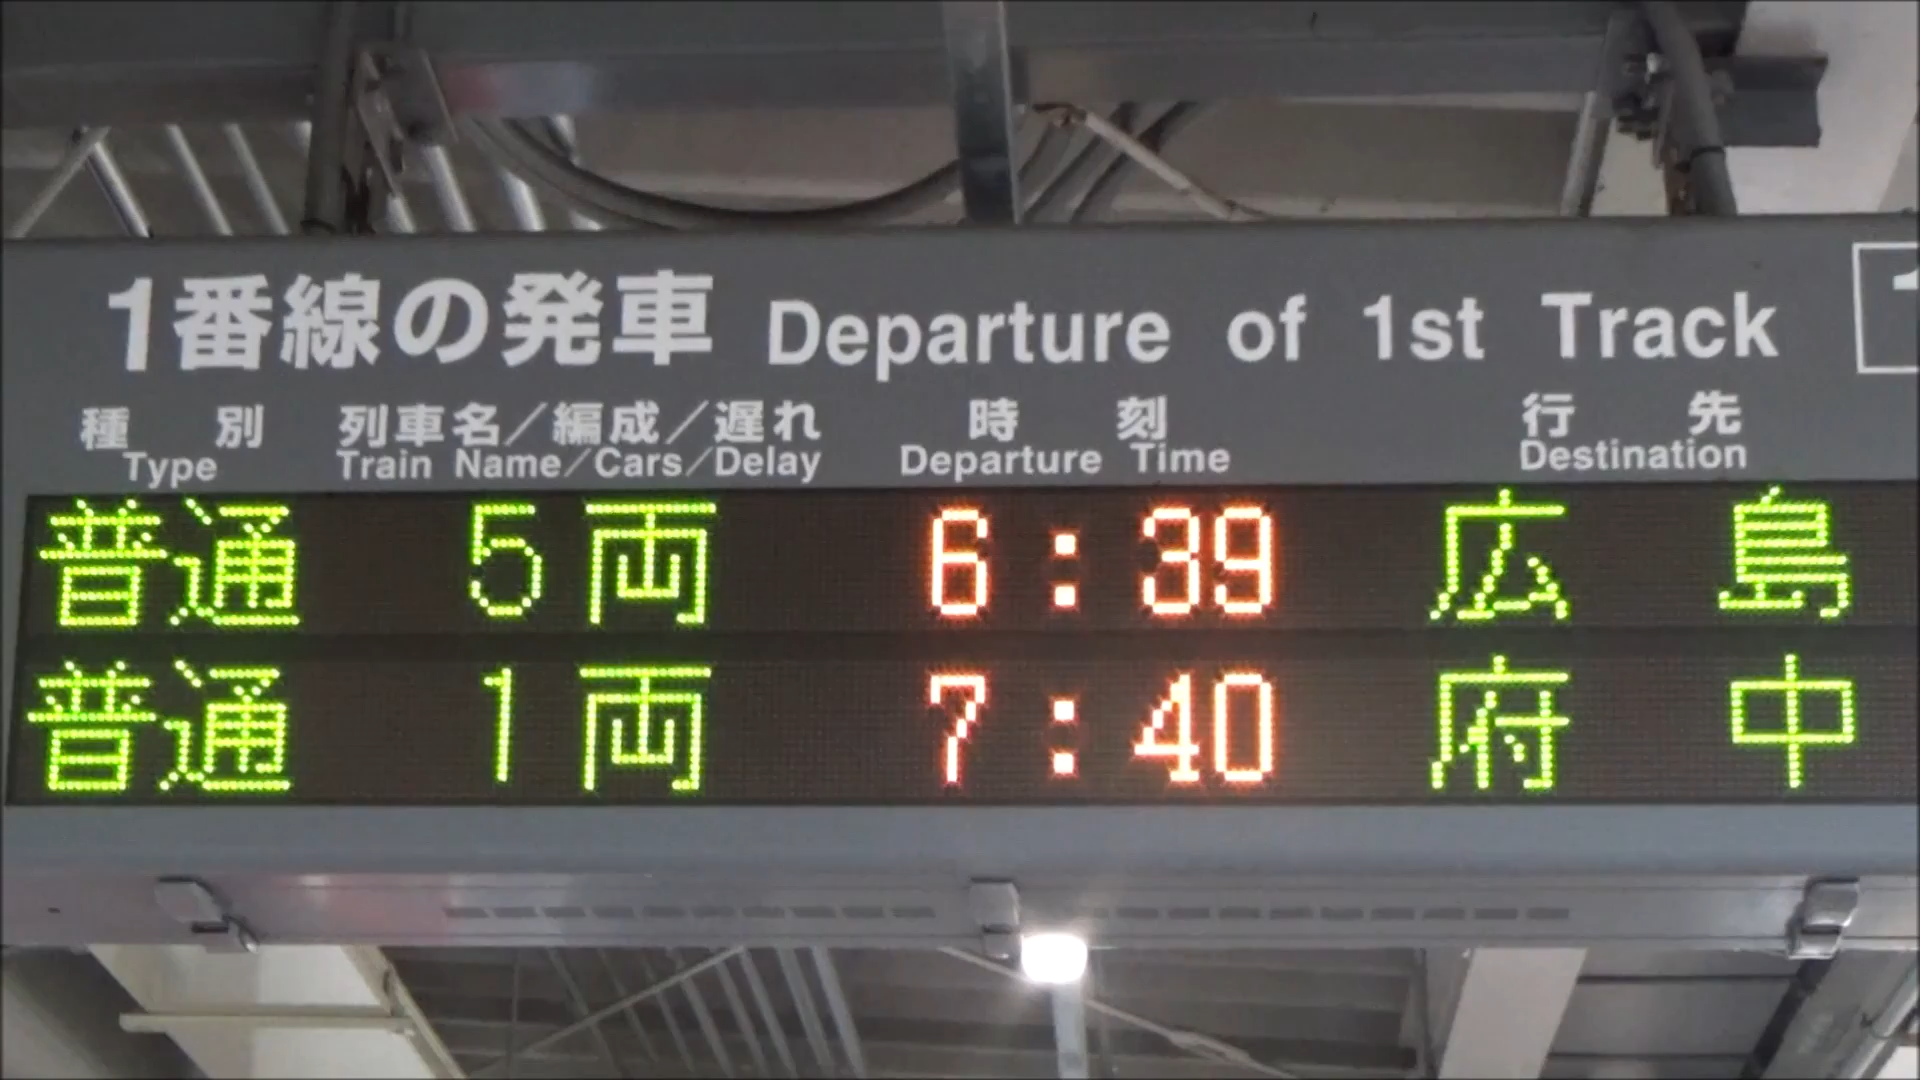 1番線の発車 Departure of 1st Track 1
種別 列車名/編成/遅れ 時刻 行先
Type Train Name/Cars/Delay Departure Time Destination
普通 5両 6:39 広島
普通 1両 7:40 府中